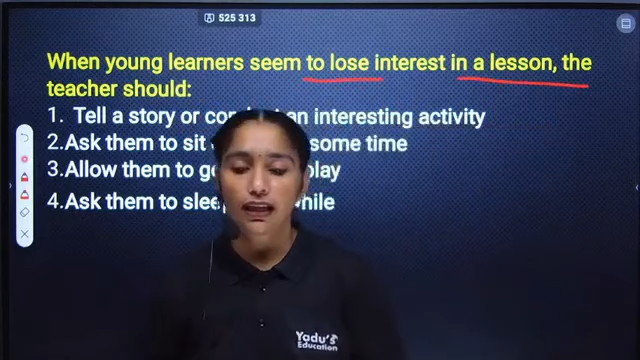 525 313
When young learners seem to lose interest in a lesson, the
teacher should:
1. Tell a story or an interesting activity
2.Ask them to sit some time
3.Allow them to play
4.Ask them to sleep
Yadu's
Education